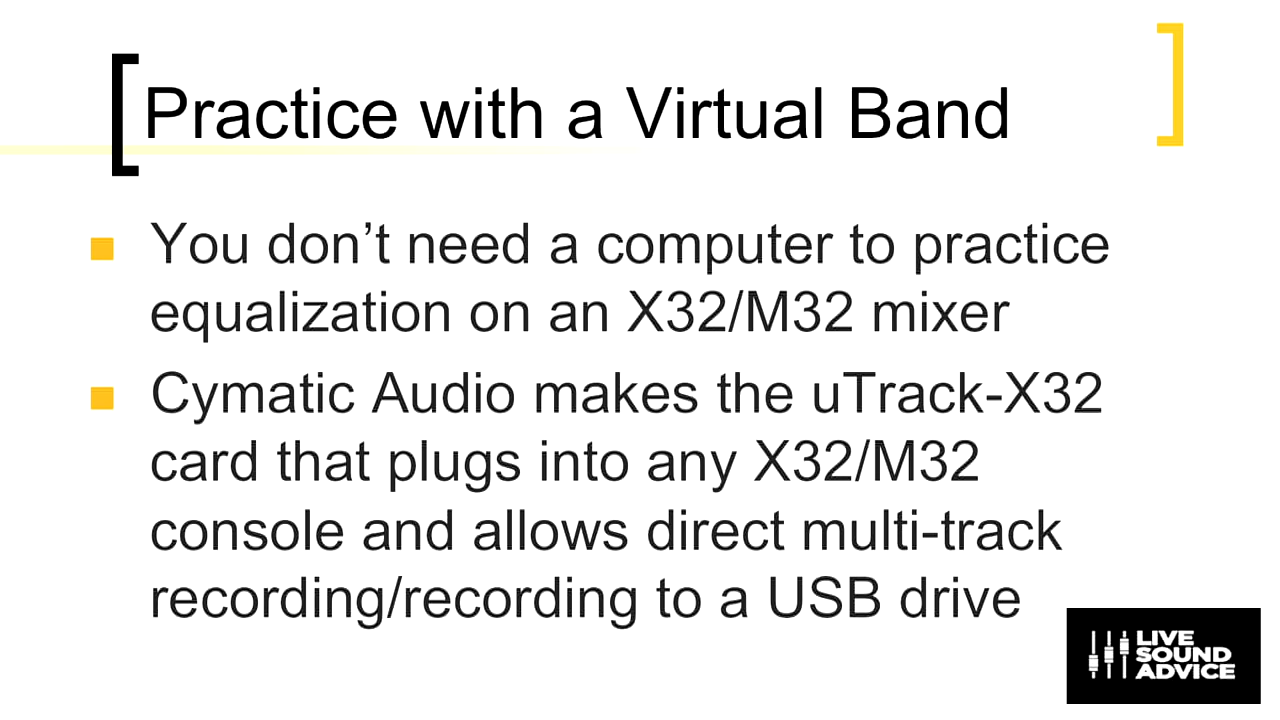 Practice with a Virtual Band
You don’t need a computer to practice
equalization on an X32/M32 mixer
Cymatic Audio makes the uTrack-X32
card that plugs into any X32/M32
console and allows direct multi-track
recording/recording to a USB drive
LIVE
SOUND
ADVICE